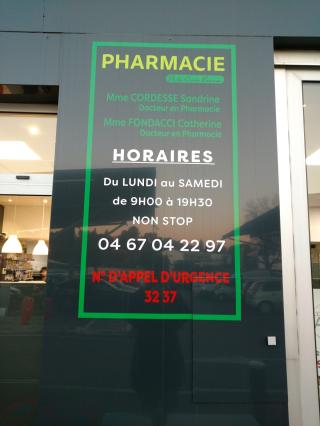 PHARMACIE
Mme CORDESSE Sandrine
Docteur en Pharmacie
Mme FONDACCI Catherine
Docteur en Pharmacie
HORAIRES
Du LUNDI au SAMEDI
de 9H00 à 19H30
NON STOP
04 67 04 22 97
N° D'APPEL D'URGENCE
32 37